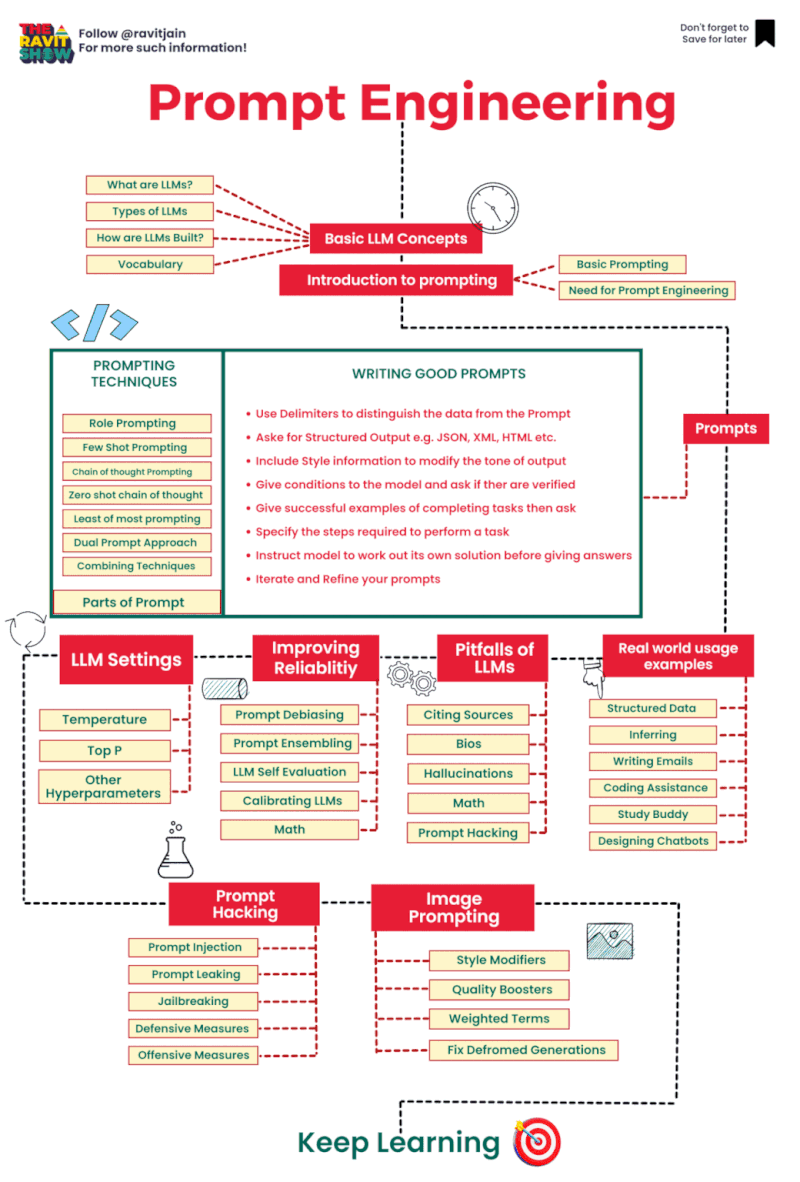 THE
RAVIT
SHOW
Follow @ravitjain
For more such information!
Don't forget to
Save for later
Prompt Engineering
What are LLMs?
Types of LLMs
How are LLMs Built?
Vocabulary
Basic LLM Concepts
Introduction to prompting
Basic Prompting
Need for Prompt Engineering
Prompts
PROMPTING
TECHNIQUES
Role Prompting
Few Shot Prompting
Chain of thought Prompting
Zero shot chain of thought
Least of most prompting
Dual Prompt Approach
Combining Techniques
Parts of Prompt
WRITING GOOD PROMPTS
• Use Delimiters to distinguish the data from the Prompt
• Aske for Structured Output e.g. JSON, XML, HTML etc.
• Include Style information to modify the tone of output
• Give conditions to the model and ask if ther are verified
• Give successful examples of completing tasks then ask
• Specify the steps required to perform a task
• Instruct model to work out its own solution before giving answers
• Iterate and Refine your prompts
LLM Settings
Temperature
Top P
Other
Hyperparameters
Improving
Reliablitiy
Prompt Debiasing
Prompt Ensembling
LLM Self Evaluation
Calibrating LLMs
Math
Pitfalls of
LLMs
Citing Sources
Bios
Hallucinations
Math
Prompt Hacking
Real world usage
examples
Structured Data
Inferring
Writing Emails
Coding Assistance
Study Buddy
Designing Chatbots
Prompt
Hacking
Prompt Injection
Prompt Leaking
Jailbreaking
Defensive Measures
Offensive Measures
Image
Prompting
Style Modifiers
Quality Boosters
Weighted Terms
Fix Defromed Generations
Keep Learning